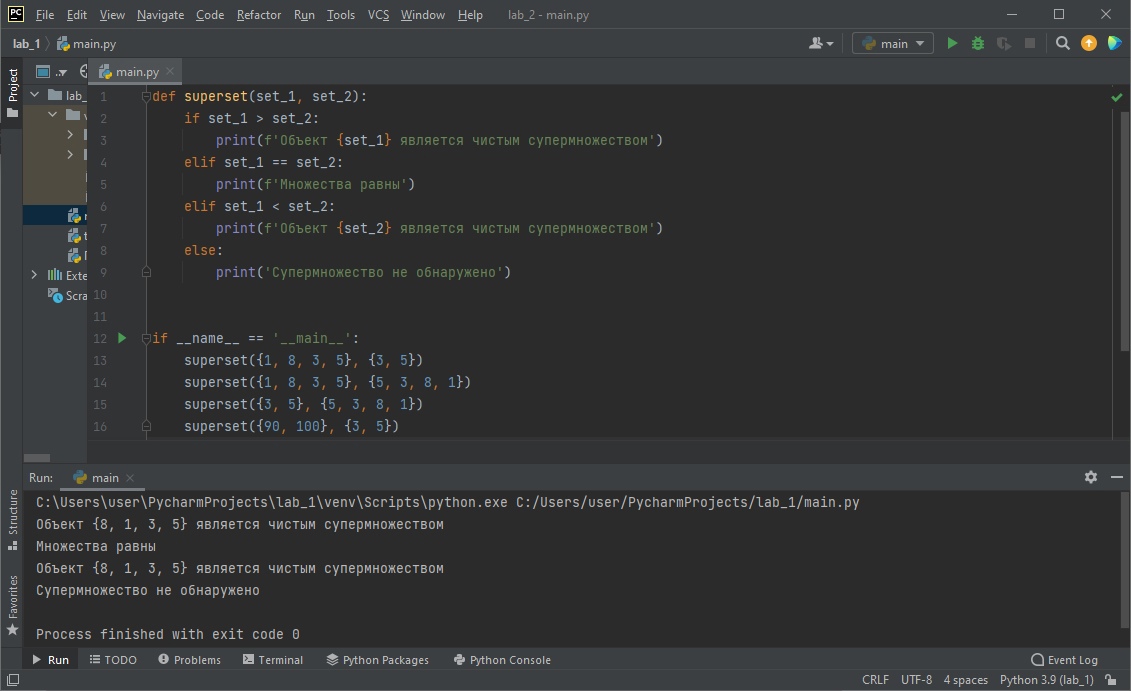 PC File Edit View Navigate Code Refactor Run Tools VCS Window Help lab_2 - main.py
lab_1 main.py main
Project main.py
lab_
Exte
Scra
1 def superset(set_1, set_2):
2 if set_1 > set_2:
3 print(f'Объект {set_1} является чистым супермножеством')
4 elif set_1 == set_2:
5 print(f'Множества равны')
6 elif set_1 < set_2:
7 print(f'Объект {set_2} является чистым супермножеством')
8 else:
9 print('Супермножество не обнаружено')
10
11
12 if __name__ == '__main__':
13 superset({1, 8, 3, 5}, {3, 5})
14 superset({1, 8, 3, 5}, {5, 3, 8, 1})
15 superset({3, 5}, {5, 3, 8, 1})
16 superset({90, 100}, {3, 5})
Run: main
C:\Users\user\PycharmProjects\lab_1\venv\Scripts\python.exe C:/Users/user/PycharmProjects/lab_1/main.py
Объект {8, 1, 3, 5} является чистым супермножеством
Множества равны
Объект {8, 1, 3, 5} является чистым супермножеством
Супермножество не обнаружено
Process finished with exit code 0
Structure
Favorites
Run TODO Problems Terminal Python Packages Python Console Event Log
CRLF UTF-8 4 spaces Python 3.9 (lab_1)